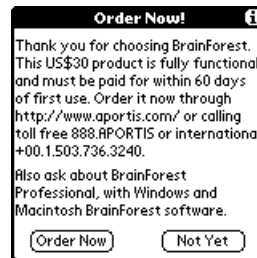 Order Now!
Thank you for choosing BrainForest.
This US$30 product is fully functional
and must be paid for within 60 days
of first use. Order it now through
http://www.aportis.com/ or calling
toll free 888.APORTIS or internationa
+00.1.503.736.3240.
Also ask about BrainForest
Professional, with Windows and
Macintosh BrainForest software.
Order Now
Not Yet